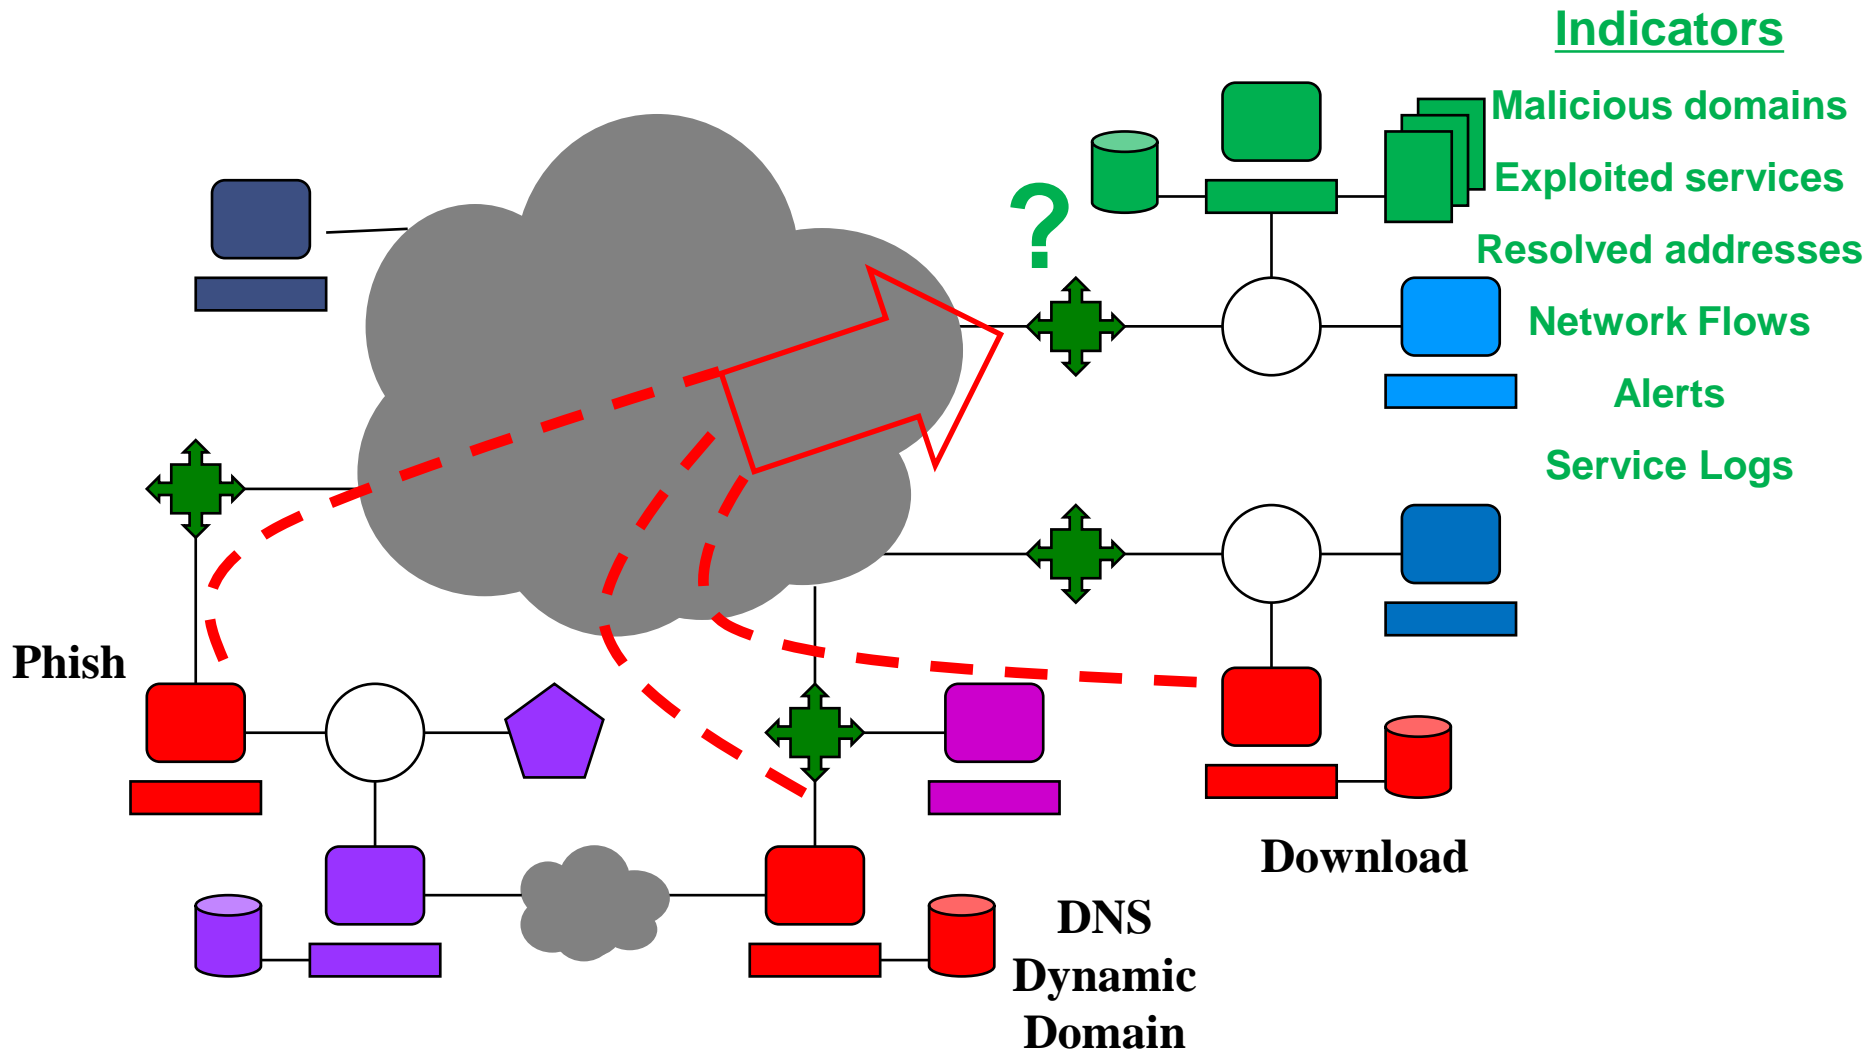 Indicators
Malicious domains
Exploited services
Resolved addresses
Network Flows
Alerts
Service Logs
?
Phish
Download
DNS
Dynamic
Domain